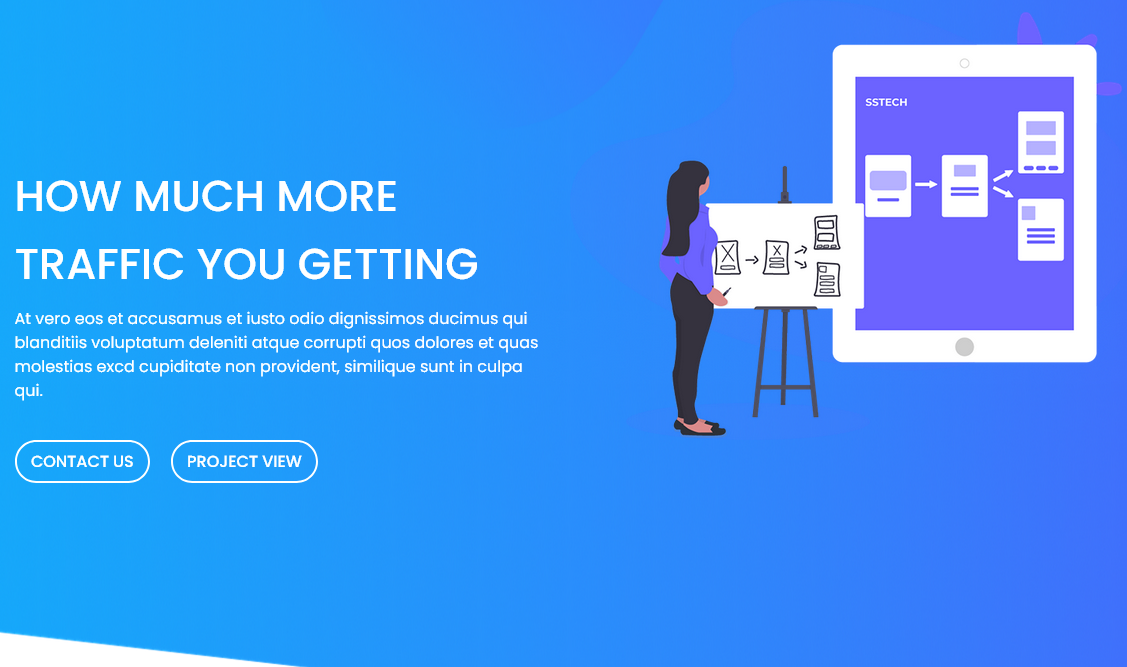 HOW MUCH MORE
TRAFFIC YOU GETTING
At vero eos et accusamus et iusto odio dignissimos ducimus qui
blanditiis voluptatum deleniti atque corrupti quos dolores et quas
molestias excd cupiditate non provident, similique sunt in culpa
qui.
CONTACT US
PROJECT VIEW
SSTECH